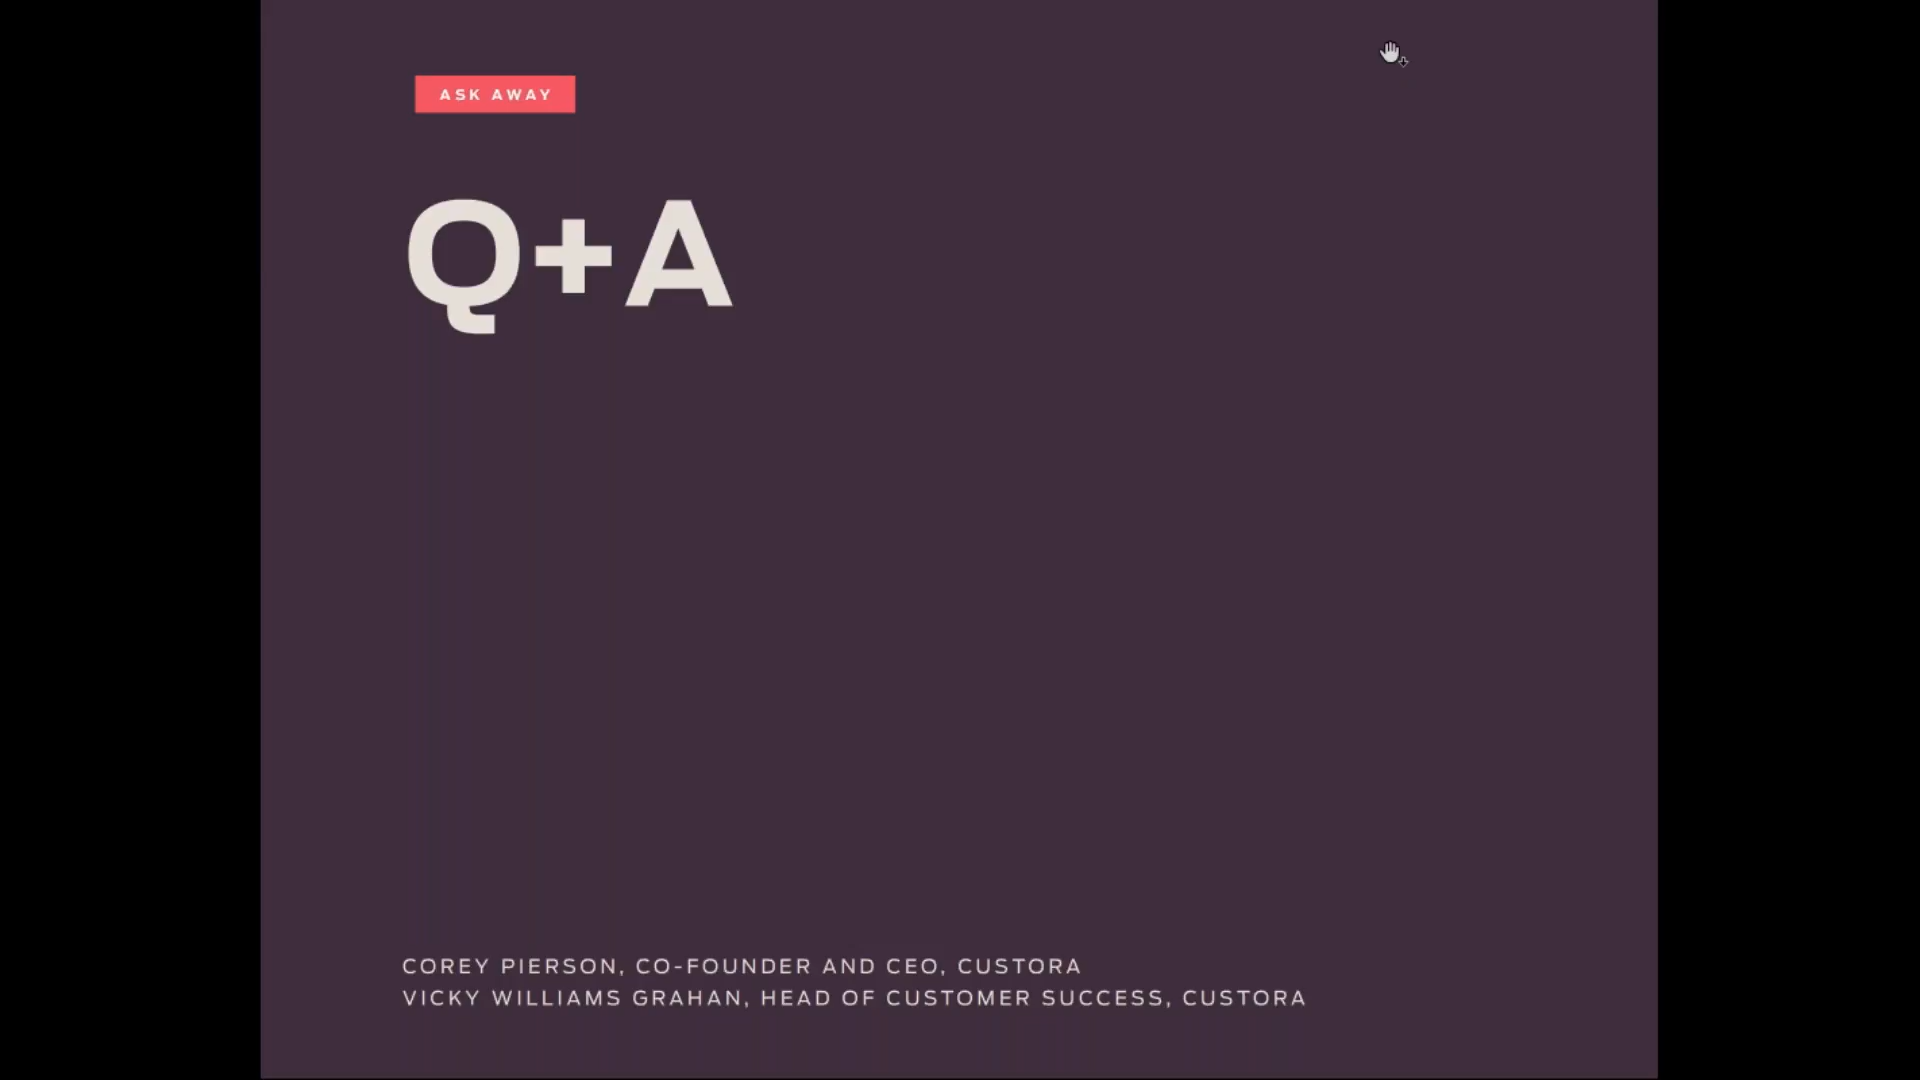 ASK AWAY
Q+A
COREY PIERSON, CO-FOUNDER AND CEO, CUSTORA
VICKY WILLIAMS GRAHAN, HEAD OF CUSTOMER SUCCESS, CUSTORA